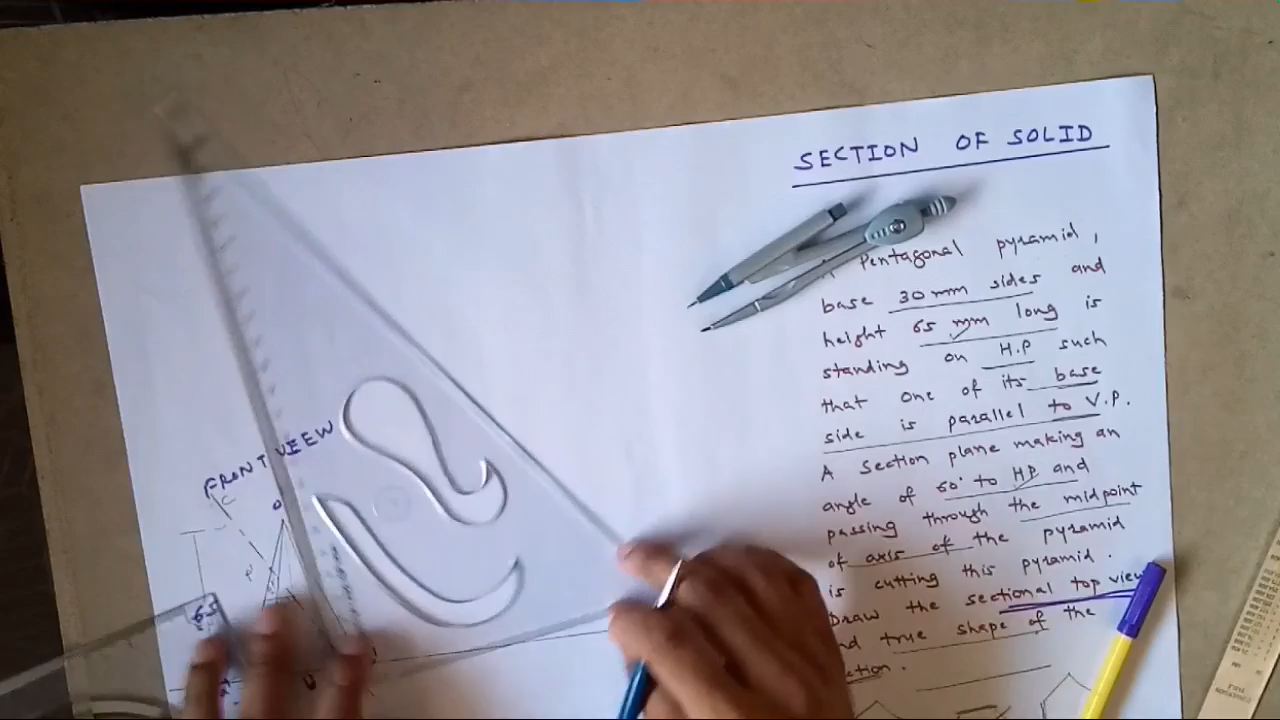 SECTION OF SOLID
Pentagonal pyramid,
base 30 mm sides and
height 65 mm long is
standing on H.P such
that one of its base
side is parallel to V.P.
A section plane making an
angle of 60° to HP and
passing through the midpoint
of axis of the pyramid
is cutting this pyramid.
Draw the sectional top view
and true shape of the
section.
FRONT VIEW